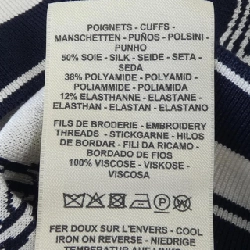 POIGNETS - CUFFS -
MANSCHETTEN - PUÑOS - POLSINI -
PUNHO
50% SOIE - SILK - SEIDE - SETA -
SEDA
38% POLYAMIDE - POLYAMID -
POLIAMMIDE - POLIAMIDA
12% ELASTHANNE - ELASTANE -
ELASTHAN - ELASTAN - ELASTANO
FILS DE BRODERIE - EMBROIDERY
THREADS - STICKGARNE - HILOS
DE BORDAR - FILI DA RICAMO -
BORDADO DE FIOS
100% VISCOSE - VISKOSE -
VISCOSA
FER DOUX SUR L'ENVERS - COOL
IRON ON REVERSE - NIEDRIGE